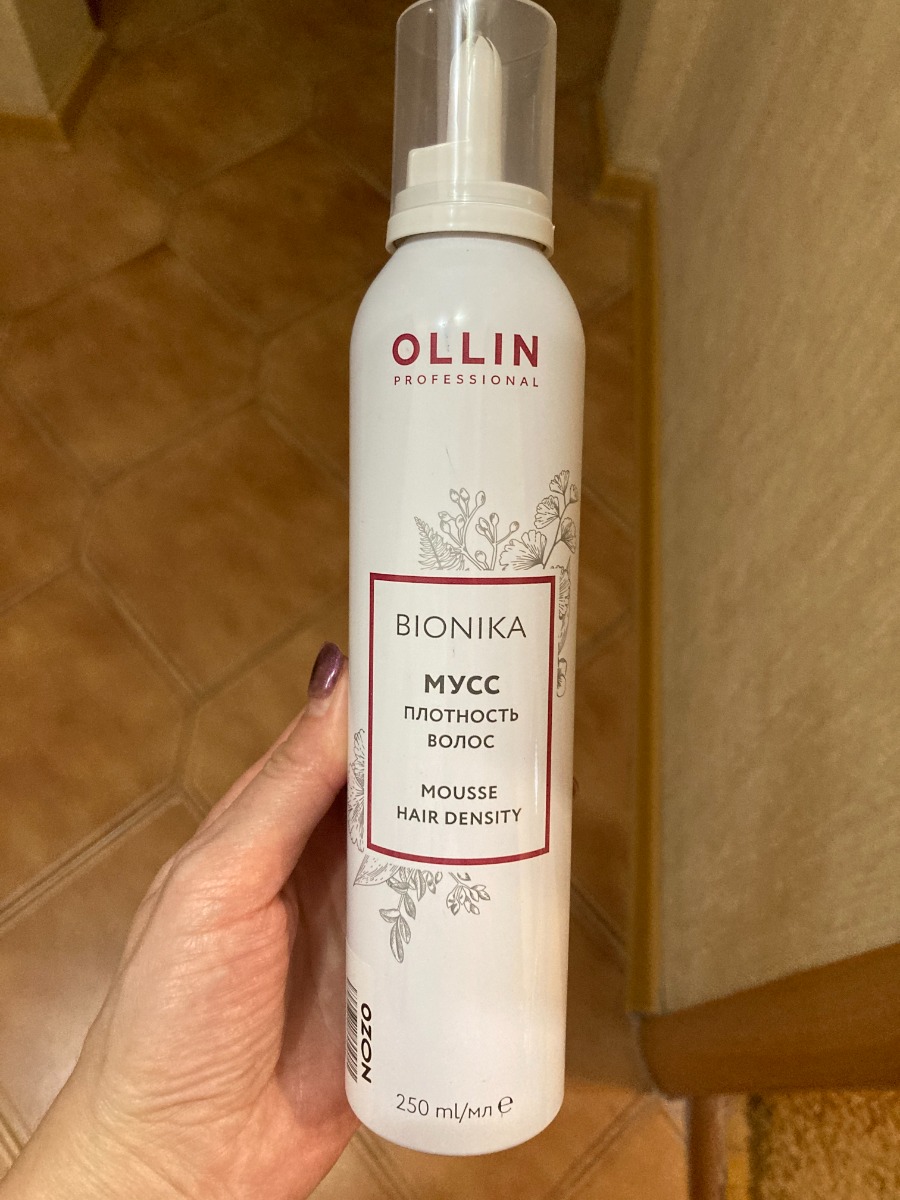 OLLIN
PROFESSIONAL
BIONIKA
МУСС
ПЛОТНОСТЬ
ВОЛОС
MOUSSE
HAIR DENSITY
OZON
250 ml/мл e